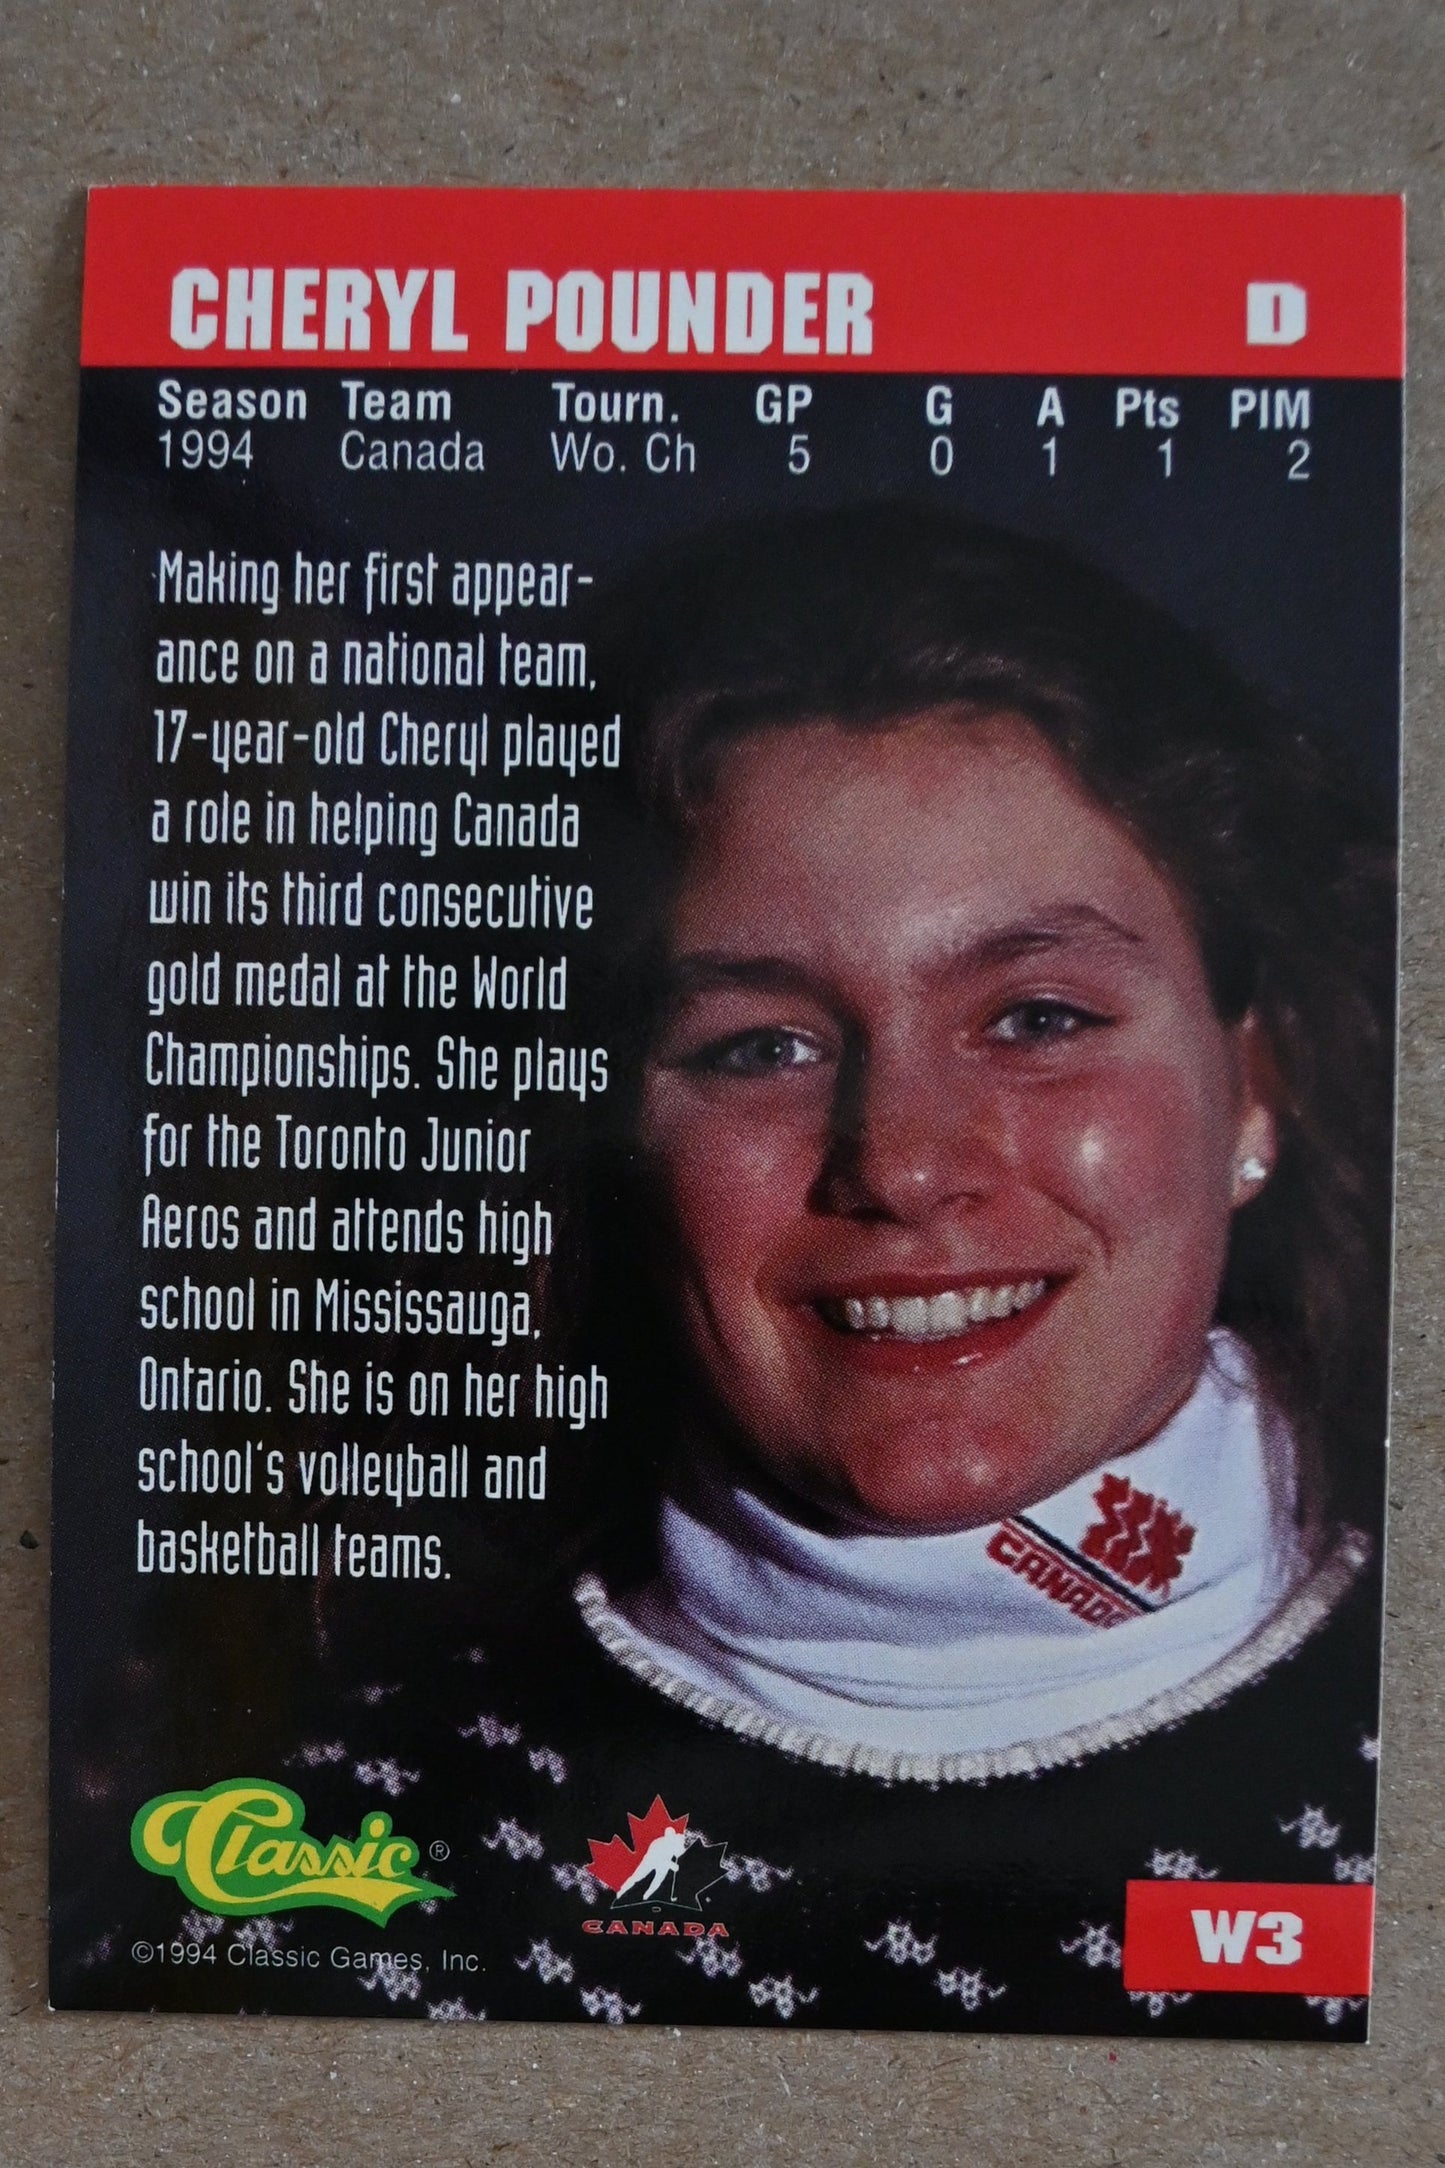 CHERYL POUNDER D
Season Team Tourn. GP G A Pts PIM
1994 Canada Wo. Ch 5 0 1 1 2
Making her first appear-
ance on a national team,
17-year-old Cheryl played
a role in helping Canada
win its third consecutive
gold medal at the World
Championships. She plays
for the Toronto Junior
Aeros and attends high
school in Mississauga,
Ontario. She is on her high
school's volleyball and
basketball teams.
CANADA
Classic ®
CANADA
©1994 Classic Games, Inc.
W3